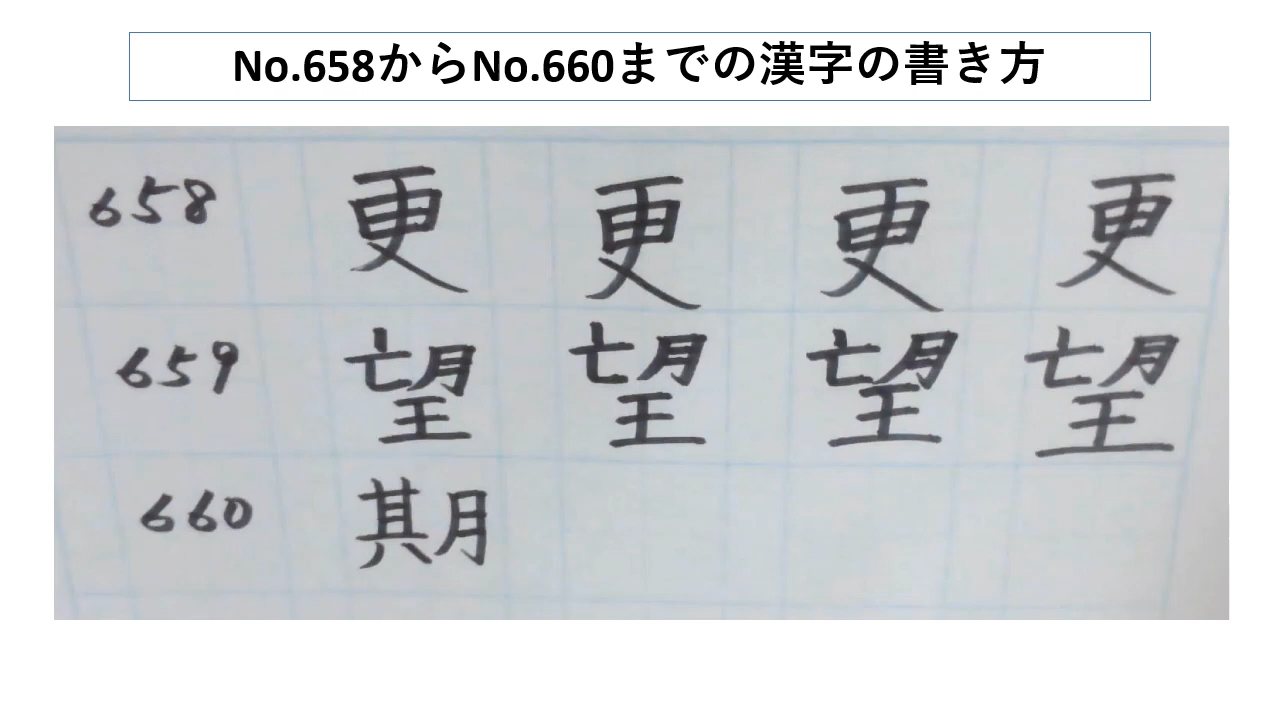 No.658からNo.660までの漢字の書き方
658 更 更 更 更
659 望 望 望 望
660 期